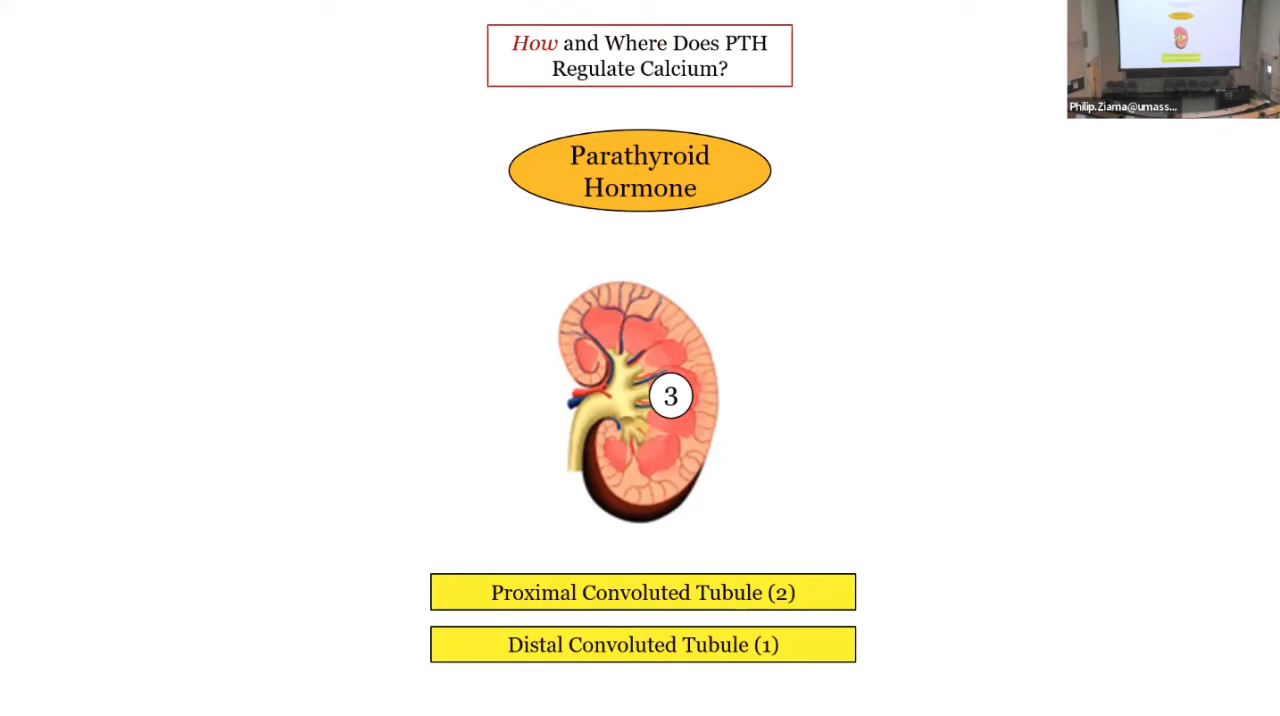 How and Where Does PTH
Regulate Calcium?
Philip.Ziama@umass...
Parathyroid
Hormone
3
Proximal Convoluted Tubule (2)
Distal Convoluted Tubule (1)